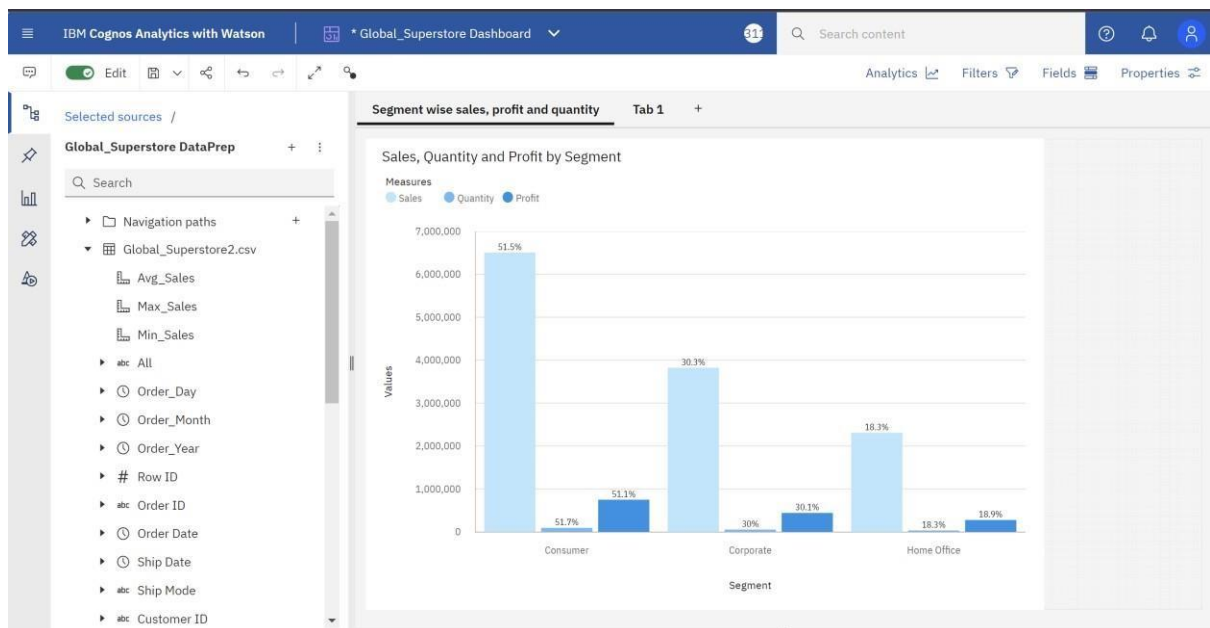 IBM Cognos Analytics with Watson
* Global_Superstore Dashboard
Search content
Edit
Analytics
Filters
Fields
Properties
Selected sources /
Global_Superstore DataPrep
Search
Navigation paths
Global_Superstore2.csv
Avg_Sales
Max_Sales
Min_Sales
abc All
Order_Day
Order_Month
Order_Year
# Row ID
abc Order ID
Order Date
Ship Date
abc Ship Mode
abc Customer ID
Segment wise sales, profit and quantity Tab 1 +
Sales, Quantity and Profit by Segment
Measures
Sales Quantity Profit
7,000,000
6,000,000
5,000,000
4,000,000
3,000,000
2,000,000
1,000,000
0
Values
51.5%
51.7%
51.1%
30.3%
30%
30.1%
18.3%
18.3%
18.9%
Consumer Corporate Home Office
Segment